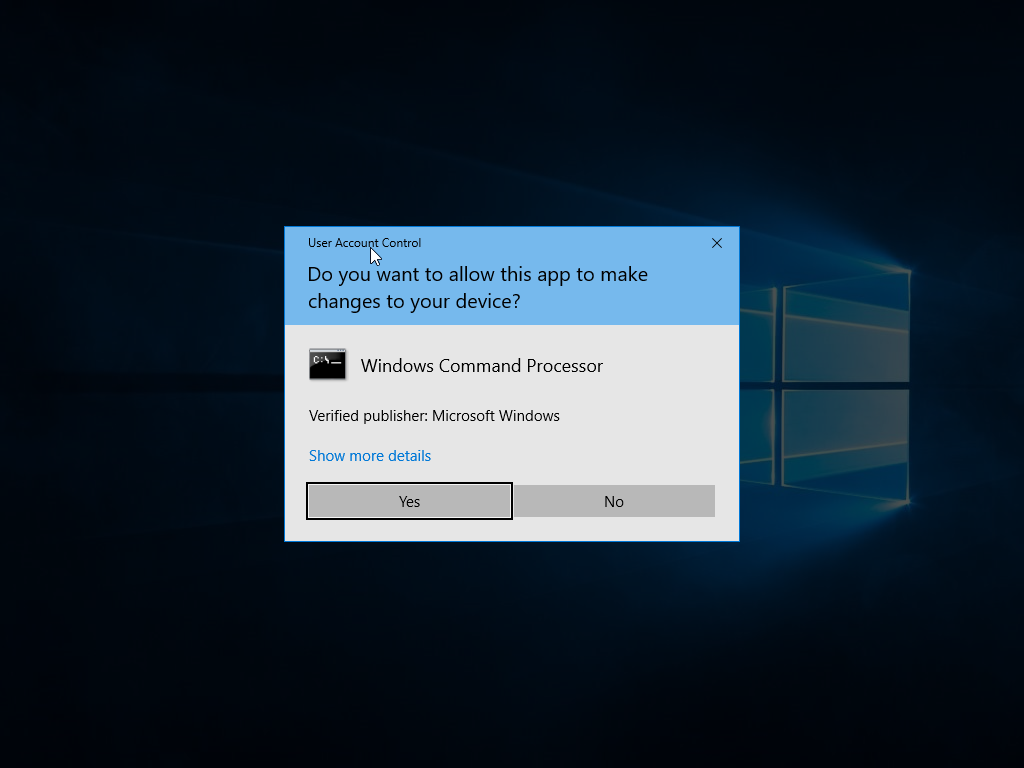 User Account Control
Do you want to allow this app to make
changes to your device?
C:\_
Windows Command Processor
Verified publisher: Microsoft Windows
Show more details
Yes
No